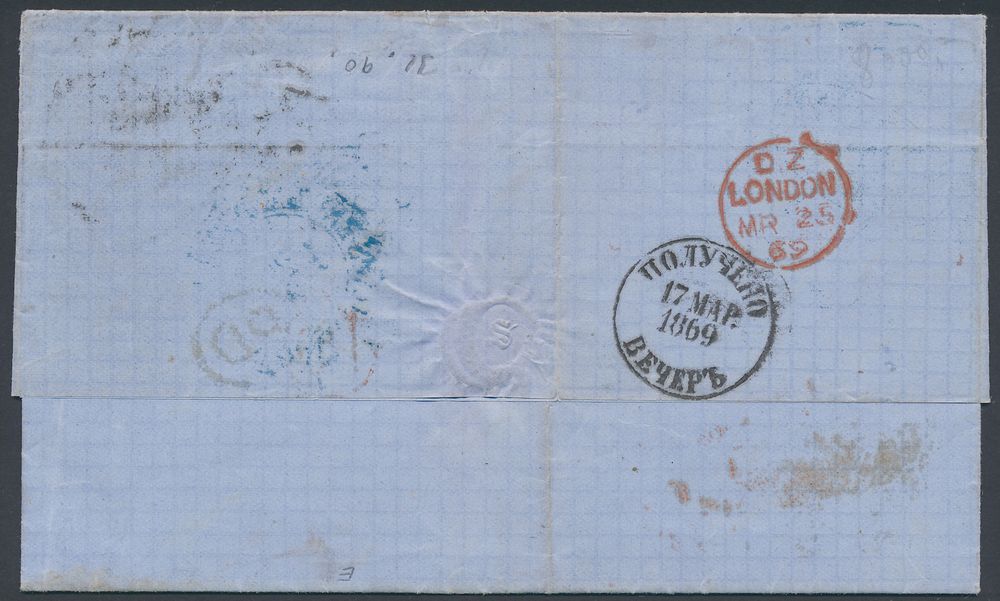 D Z
LONDON
MR 25
69
ПОЛУЧЕНО
17 МАР.
1869
ВЕЧЕРЪ